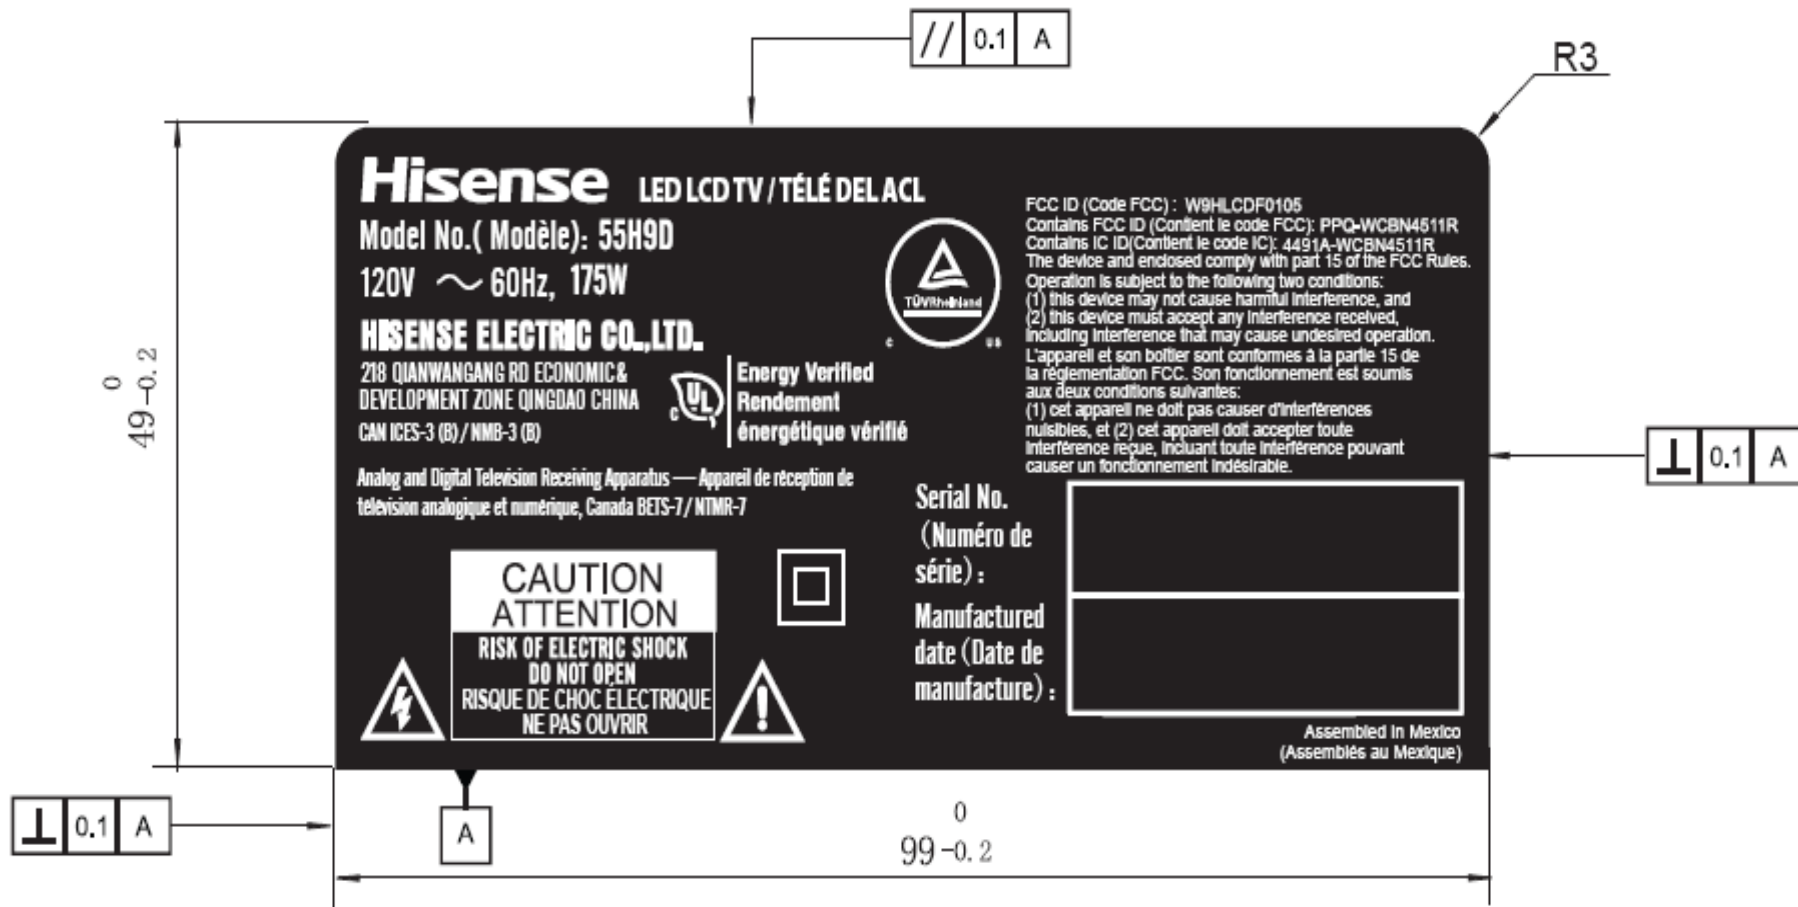 // 0.1 A
R3
Hisense LED LCD TV / TÉLÉ DEL ACL
Model No.( Modèle): 55H9D
120V ~ 60Hz, 175W
HISENSE ELECTRIC CO.,LTD.
218 QIANWANGANG RD ECONOMIC &
DEVELOPMENT ZONE QINGDAO CHINA
CAN ICES-3 (B) / NMB-3 (B)
C UL
Energy Verified
Rendement
énergétique vérifié
TÜVRheinland
C US
FCC ID (Code FCC) : W9HLCDF0105
Contains FCC ID (Contient le code FCC): PPQ-WCBN4511R
Contains IC ID(Contient le code IC): 4491A-WCBN4511R
The device and enclosed comply with part 15 of the FCC Rules.
Operation is subject to the following two conditions:
(1) this device may not cause harmful interference, and
(2) this device must accept any interference received,
including interference that may cause undesired operation.
L'appareil et son boîtier sont conformes à la partie 15 de
la réglementation FCC. Son fonctionnement est soumis
aux deux conditions suivantes:
(1) cet appareil ne doit pas causer d'interférences
nuisibles, et (2) cet appareil doit accepter toute
interférence reçue, incluant toute interférence pouvant
causer un fonctionnement indésirable.
Analog and Digital Television Receiving Apparatus — Appareil de réception de
télévision analogique et numérique, Canada BETS-7 / NTMR-7
CAUTION
ATTENTION
RISK OF ELECTRIC SHOCK
DO NOT OPEN
RISQUE DE CHOC ÉLECTRIQUE
NE PAS OUVRIR
Serial No.
(Numéro de
série) :
Manufactured
date (Date de
manufacture) :
Assembled in Mexico
(Assemblés au Mexique)
0
49-0.2
⊥ 0.1 A
⊥ 0.1 A
A
0
99-0.2